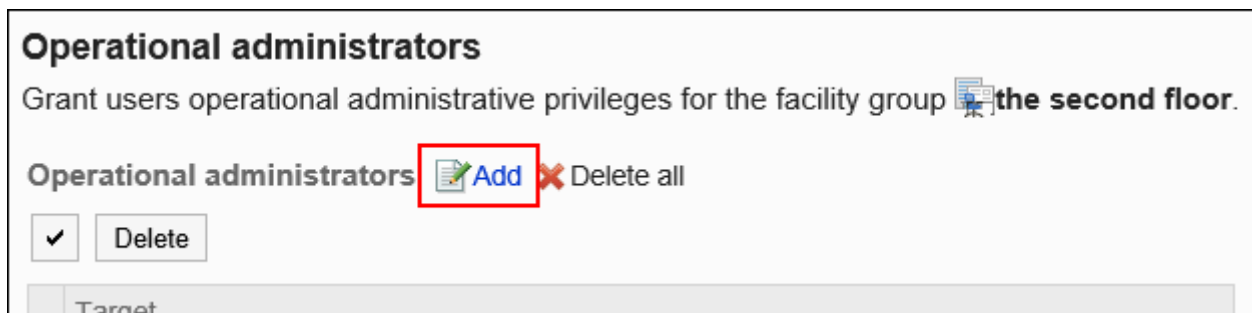 Operational administrators
Grant users operational administrative privileges for the facility group the second floor.
Operational administrators Add Delete all
Delete
Target